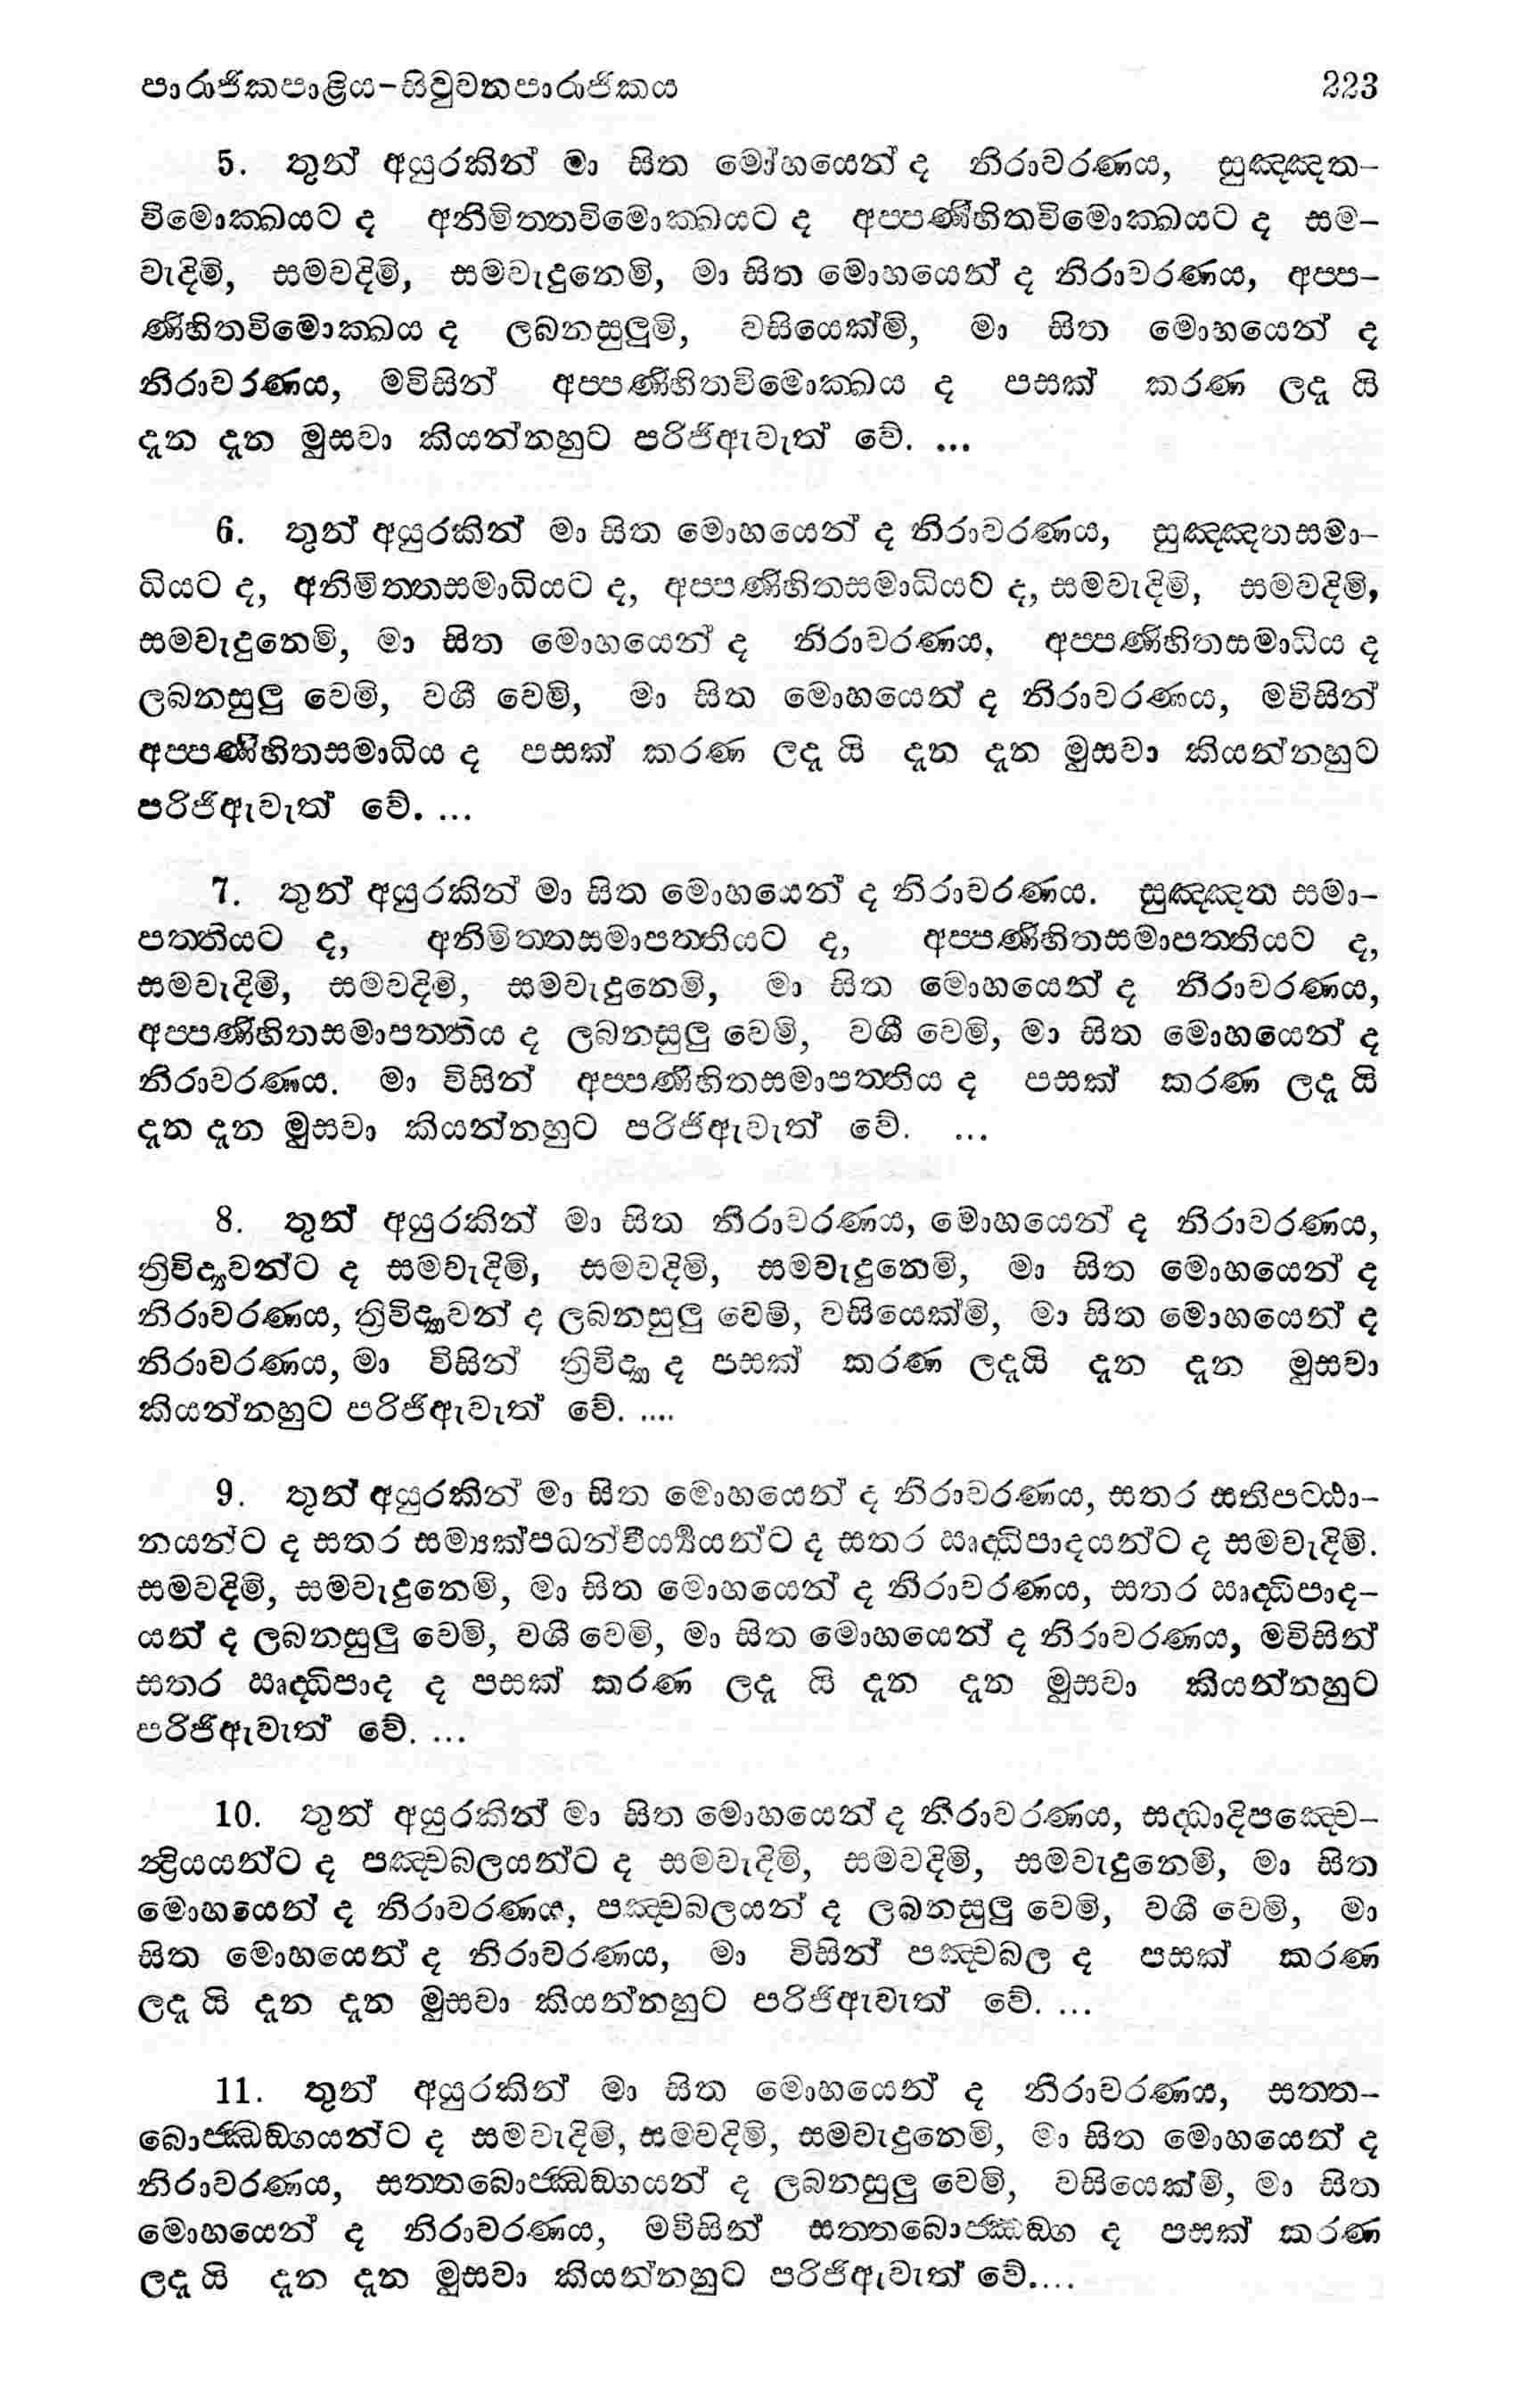 පාරාජිකපාළිය-සිවුවනපාරාජිකය 223
5. තුන් අයුරකින් මා සිත මෝහයෙන් ද නිරාවරණය, සුඤ්ඤත-
විමොක්ඛයට ද අනිමිත්තවිමොක්ඛයට ද අප්පණිහිතවිමොක්ඛයට ද සම-
වැදිමි, සමවදිමි, සමවැදුනෙමි, මා සිත මොහයෙන් ද නිරාවරණය, අප්ප-
ණිහිතවිමොක්ඛය ද ලබනසුලුමි, වසියෙක්මි, මා සිත මොහයෙන් ද
නිරාවරණය, මවිසින් අප්පණිහිතවිමොක්ඛය ද පසක් කරණ ලදැ යි
දැන දැන මුසවා කියන්නහුට පරිජිඇවැත් වේ. ...
6. තුන් අයුරකින් මා සිත මොහයෙන් ද නිරාවරණය, සුඤ්ඤතසමා-
ධියට ද, අනිමිත්තසමාධියට ද, අප්පණිහිතසමාධියට ද, සමවැදිමි, සමවදිමි,
සමවැදුනෙමි, මා සිත මොහයෙන් ද නිරාවරණය, අප්පණිහිතසමාධිය ද
ලබනසුලු වෙමි, වශී වෙමි, මා සිත මොහයෙන් ද නිරාවරණය, මවිසින්
අප්පණිහිතසමාධිය ද පසක් කරණ ලදැ යි දැන දැන මුසවා කියන්නහුට
පරිජිඇවැත් වේ. ...
7. තුන් අයුරකින් මා සිත මොහයෙන් ද නිරාවරණය. සුඤ්ඤත සමා-
පත්තියට ද, අනිමිත්තසමාපත්තියට ද, අප්පණිහිතසමාපත්තියට ද,
සමවැදිමි, සමවදිමි, සමවැදුනෙමි, මා සිත මොහයෙන් ද නිරාවරණය,
අප්පණිහිතසමාපත්තිය ද ලබනසුලු වෙමි, වශී වෙමි, මා සිත මොහයෙන් ද
නිරාවරණය. මා විසින් අප්පණිහිතසමාපත්තිය ද පසක් කරණ ලදැ යි
දැන දැන මුසවා කියන්නහුට පරිජිඇවැත් වේ. ...
8. තුන් අයුරකින් මා සිත නිරාවරණය, මොහයෙන් ද නිරාවරණය,
ත්‍රිවිද්‍යාවන්ට ද සමවැදිමි, සමවදිමි, සමවැදුනෙමි, මා සිත මොහයෙන් ද
නිරාවරණය, ත්‍රිවිද්‍යාවන් ද ලබනසුලු වෙමි, වසියෙක්මි, මා සිත මොහයෙන් ද
නිරාවරණය, මා විසින් ත්‍රිවිද්‍යා ද පසක් කරණ ලදැයි දැන දැන මුසවා
කියන්නහුට පරිජිඇවැත් වේ. ....
9. තුන් අයුරකින් මා සිත මොහයෙන් ද නිරාවරණය, සතර සතිපට්ඨා-
නයන්ට ද සතර සම්‍යක්පධන්වීර්‍ය්‍යයන්ට ද සතර ඍද්ධිපාදයන්ට ද සමවැදිමි.
සමවදිමි, සමවැදුනෙමි, මා සිත මොහයෙන් ද නිරාවරණය, සතර ඍද්ධිපාද-
යන් ද ලබනසුලු වෙමි, වශී වෙමි, මා සිත මොහයෙන් ද නිරාවරණය, මවිසින්
සතර ඍද්ධිපාද ද පසක් කරණ ලදැ යි දැන දැන මුසවා කියන්නහුට
පරිජිඇවැත් වේ. ...
10. තුන් අයුරකින් මා සිත මොහයෙන් ද නිරාවරණය, සද්ධාදිපඤ්චෙ-
න්ද්‍රියයන්ට ද පඤ්චබලයන්ට ද සමවැදිමි, සමවදිමි, සමවැදුනෙමි, මා සිත
මොහයෙන් ද නිරාවරණය, පඤ්චබලයන් ද ලබනසුලු වෙමි, වශී වෙමි, මා
සිත මොහයෙන් ද නිරාවරණය, මා විසින් පඤ්චබල ද පසක් කරණ
ලදැ යි දැන දැන මුසවා කියන්නහුට පරිජිඇවැත් වේ. ...
11. තුන් අයුරකින් මා සිත මොහයෙන් ද නිරාවරණය, සත්ත-
බොජ්ඣඞ්ගයන්ට ද සමවැදිමි, සමවදිමි, සමවැදුනෙමි, මා සිත මොහයෙන් ද
නිරාවරණය, සත්තබොජ්ඣඞ්ගයන් ද ලබනසුලු වෙමි, වසියෙක්මි, මා සිත
මොහයෙන් ද නිරාවරණය, මවිසින් සත්තබොජ්ඣඞ්ග ද පසක් කරණ
ලදැ යි දැන දැන මුසවා කියන්නහුට පරිජිඇවැත් වේ....